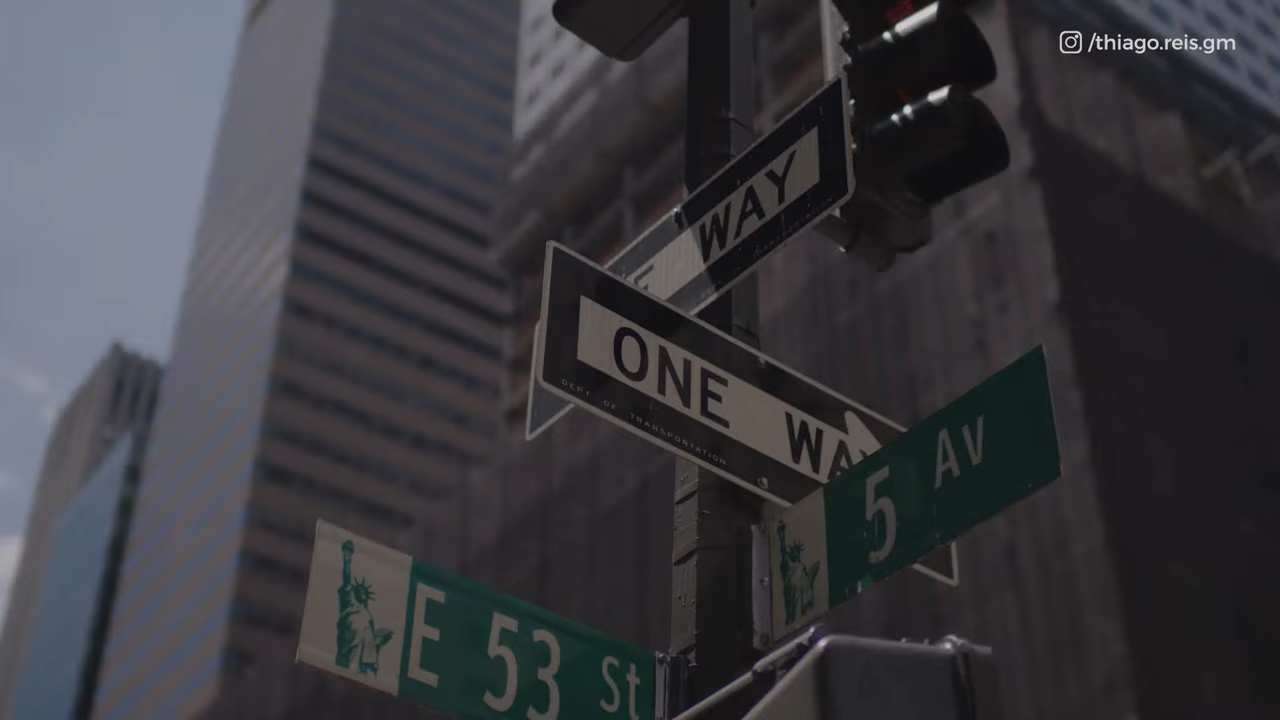 /thiago.reis.gm
WAY
ONE WAY
DEPT OF TRANSPORTATION
5 Av
E 53 St